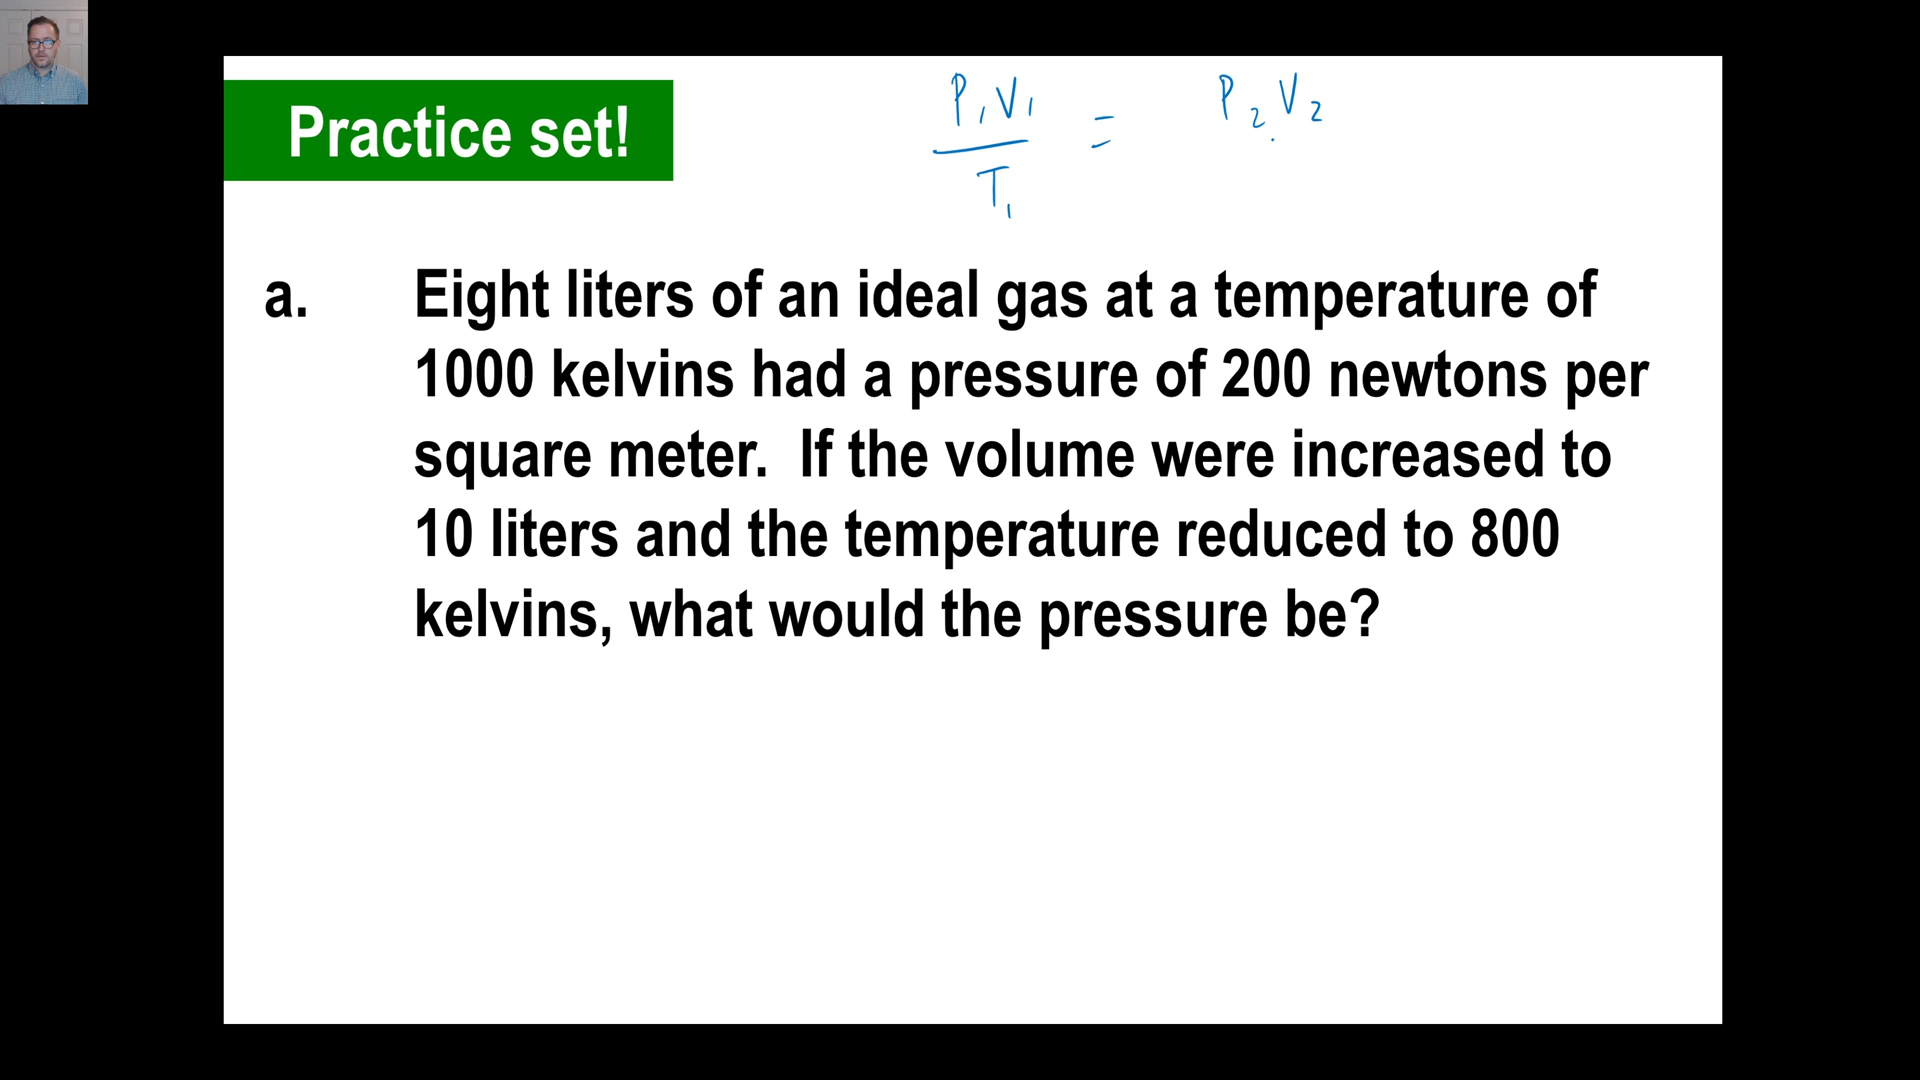 Practice set!
P₁V₁ / T₁ = P₂V₂
a. Eight liters of an ideal gas at a temperature of
1000 kelvins had a pressure of 200 newtons per
square meter. If the volume were increased to
10 liters and the temperature reduced to 800
kelvins, what would the pressure be?